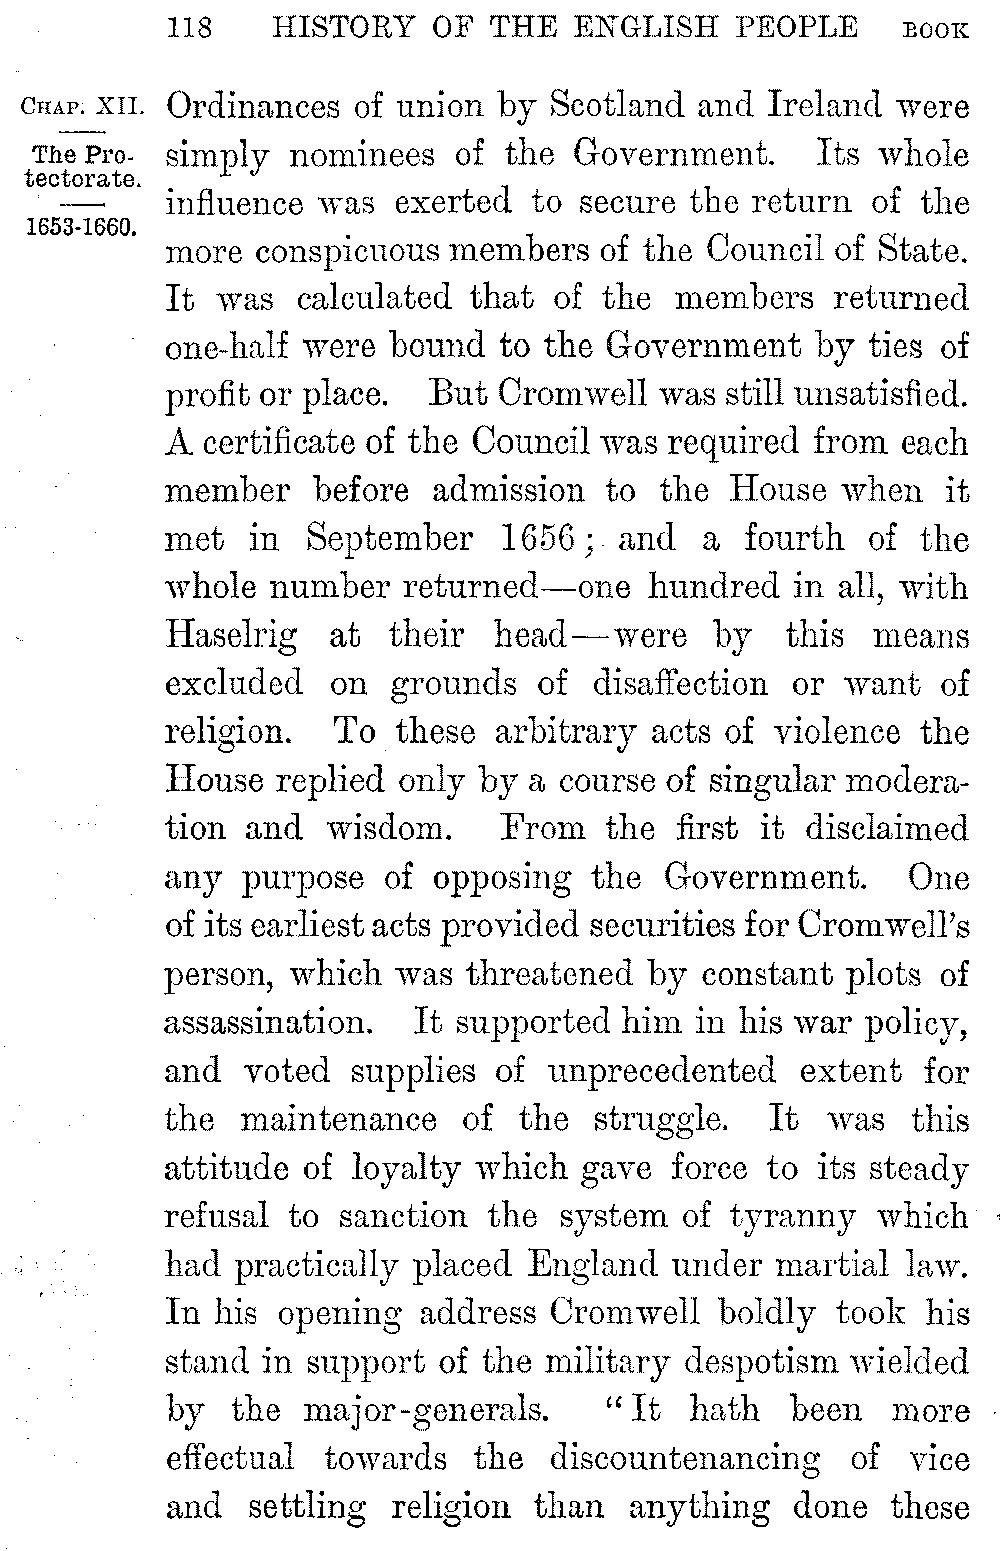 118 HISTORY OF THE ENGLISH PEOPLE BOOK
CHAP. XII.
The Pro-
tectorate.
1653-1660.
Ordinances of union by Scotland and Ireland were
simply nominees of the Government. Its whole
influence was exerted to secure the return of the
more conspicuous members of the Council of State.
It was calculated that of the members returned
one-half were bound to the Government by ties of
profit or place. But Cromwell was still unsatisfied.
A certificate of the Council was required from each
member before admission to the House when it
met in September 1656; and a fourth of the
whole number returned—one hundred in all, with
Haselrig at their head—were by this means
excluded on grounds of disaffection or want of
religion. To these arbitrary acts of violence the
House replied only by a course of singular modera-
tion and wisdom. From the first it disclaimed
any purpose of opposing the Government. One
of its earliest acts provided securities for Cromwell's
person, which was threatened by constant plots of
assassination. It supported him in his war policy,
and voted supplies of unprecedented extent for
the maintenance of the struggle. It was this
attitude of loyalty which gave force to its steady
refusal to sanction the system of tyranny which
had practically placed England under martial law.
In his opening address Cromwell boldly took his
stand in support of the military despotism wielded
by the major-generals. "It hath been more
effectual towards the discountenancing of vice
and settling religion than anything done these